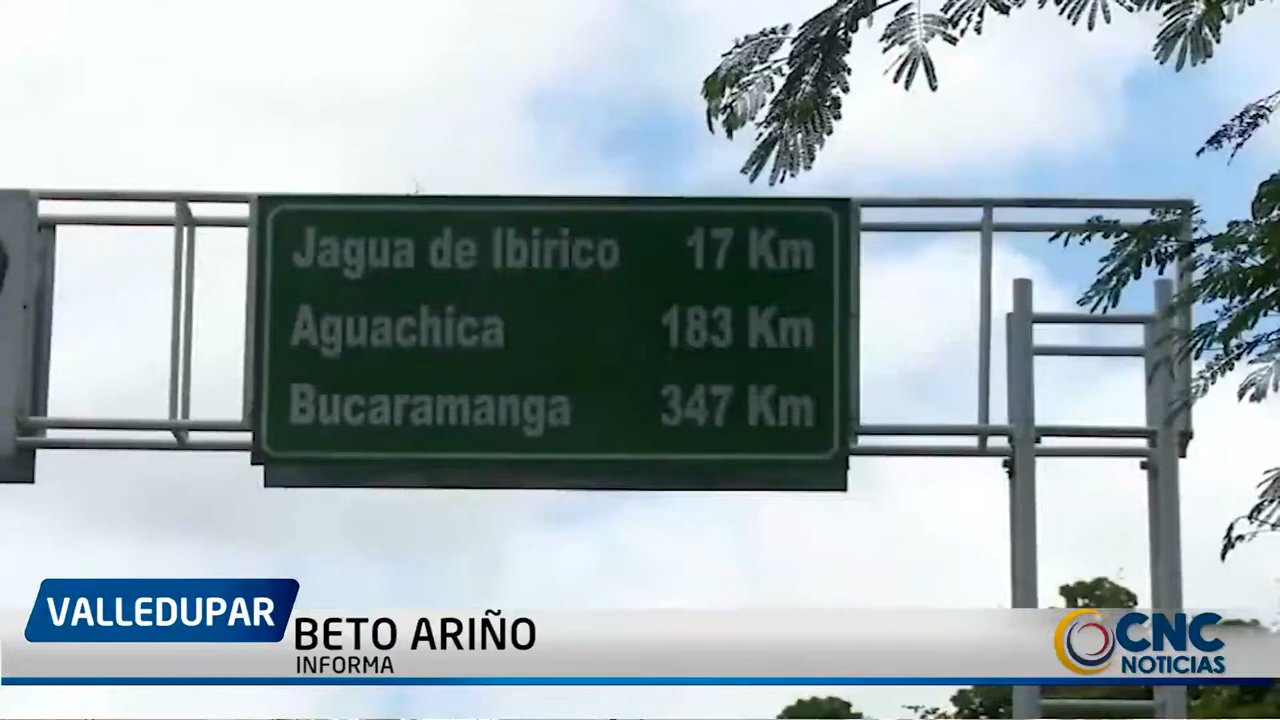 Jagua de Ibirico 17 Km
Aguachica 183 Km
Bucaramanga 347 Km
VALLEDUPAR
BETO ARIÑO
INFORMA
CNC
NOTICIAS